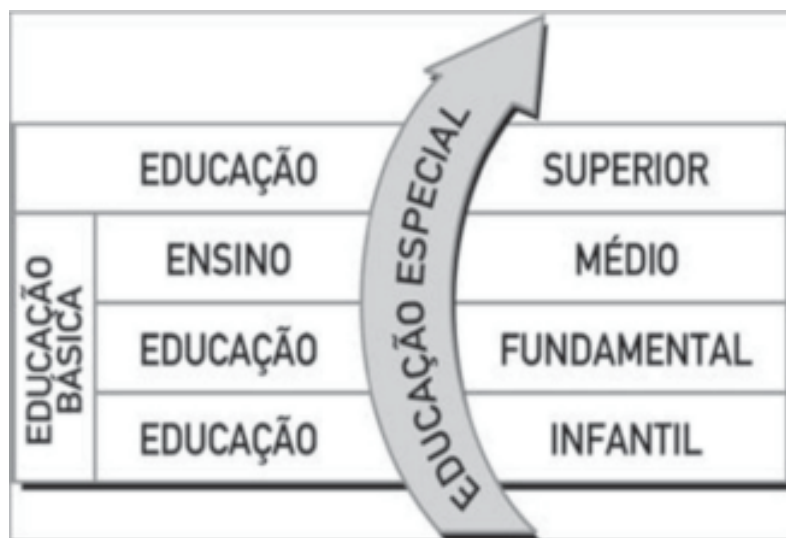 EDUCAÇÃO SUPERIOR
ENSINO MÉDIO
EDUCAÇÃO FUNDAMENTAL
EDUCAÇÃO INFANTIL
EDUCAÇÃO
BÁSICA
EDUCAÇÃO ESPECIAL